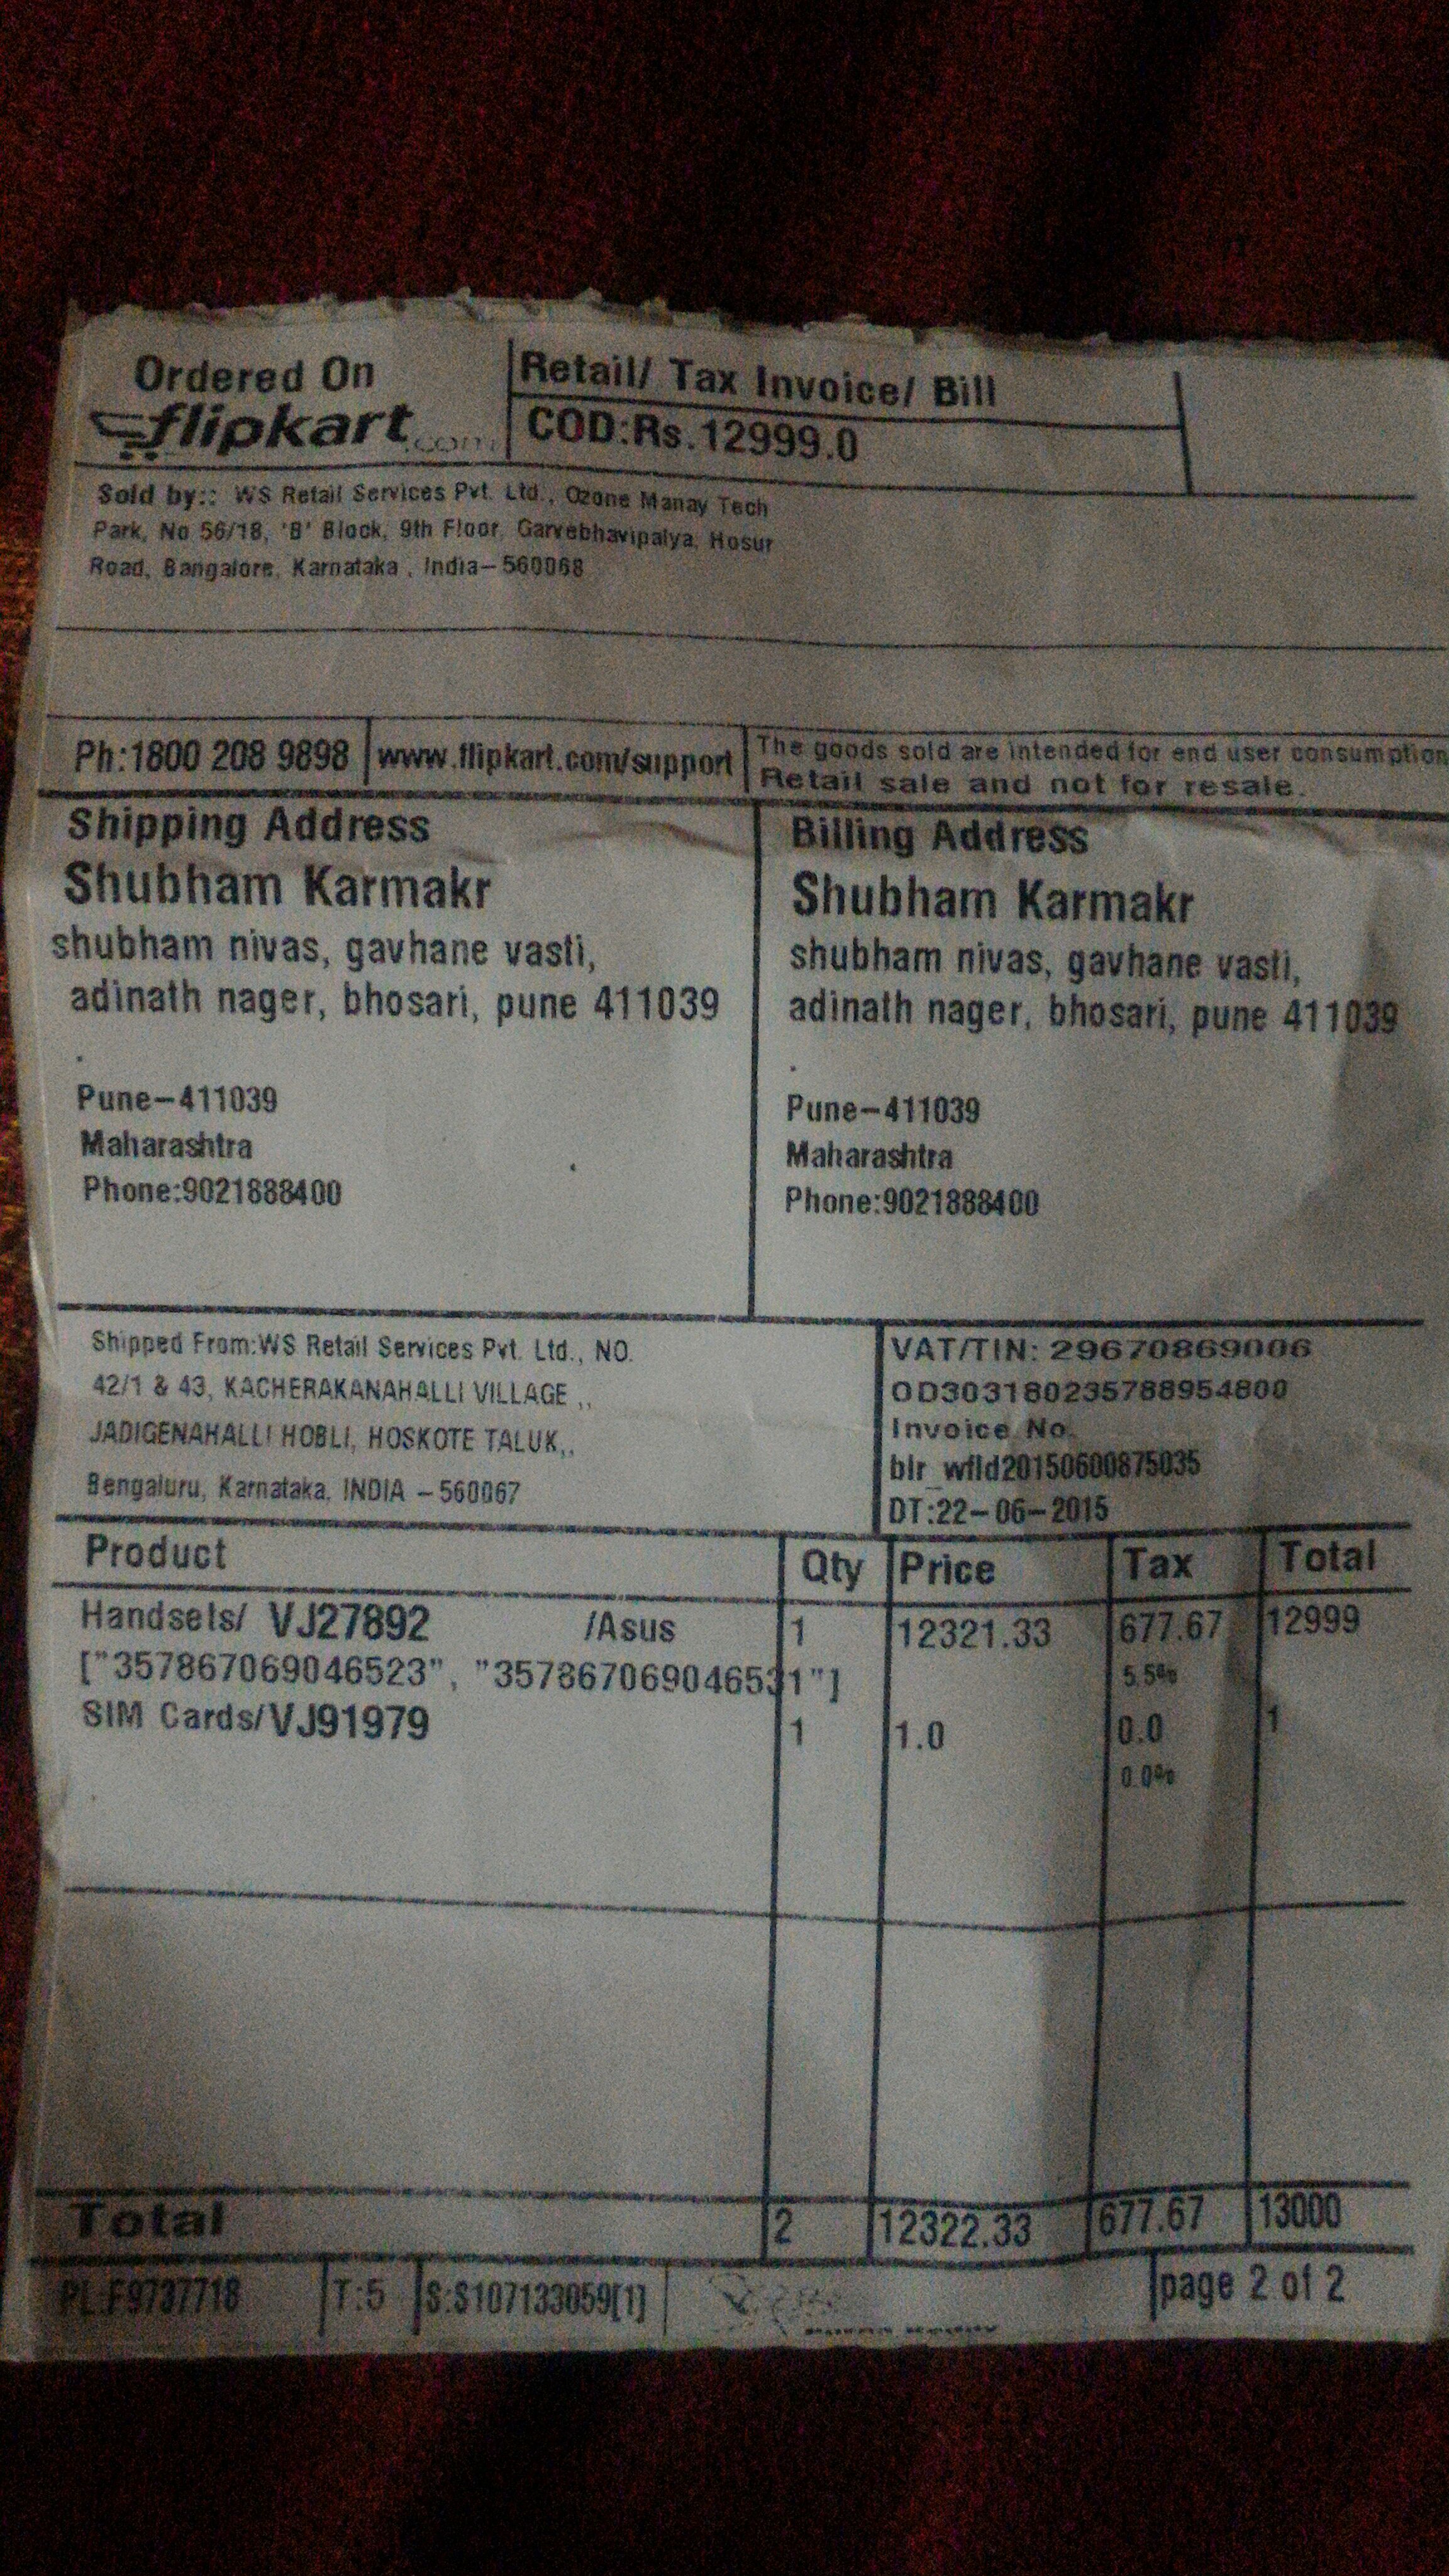 Ordered On
flipkart.com
Retail/ Tax Invoice/ Bill
COD:Rs.12999.0
Sold by:: WS Retail Services Pvt. Ltd., Ozone Manay Tech
Park, No 56/18, 'B' Block, 9th Floor, Garvebhavipalya, Hosur
Road, Bangalore, Karnataka , India-560068
Ph:1800 208 9898
www.flipkart.com/support
The goods sold are intended for end user consumption
Retail sale and not for resale.
Shipping Address
Shubham Karmakr
shubham nivas, gavhane vasti,
adinath nager, bhosari, pune 411039
.
Pune-411039
Maharashtra
Phone:9021888400
Billing Address
Shubham Karmakr
shubham nivas, gavhane vasti,
adinath nager, bhosari, pune 411039
.
Pune-411039
Maharashtra
Phone:9021888400
Shipped From:WS Retail Services Pvt. Ltd., NO.
42/1 & 43, KACHERAKANAHALLI VILLAGE ,,
JADIGENAHALLI HOBLI, HOSKOTE TALUK,,
Bengaluru, Karnataka, INDIA - 560067
VAT/TIN: 29670869006
OD303180235788954800
Invoice No.
blr_wfld20150600875035
DT:22-06-2015
Product Qty Price Tax Total
Handsets/ VJ27892 /Asus 1 12321.33 677.67 12999
["357867069046523", "357867069046531"] 5.5%
SIM Cards/VJ91979 1 1.0 0.0 1
0.0%
Total 2 12322.33 677.67 13000
T:5 S:S107133059(1) page 2 of 2